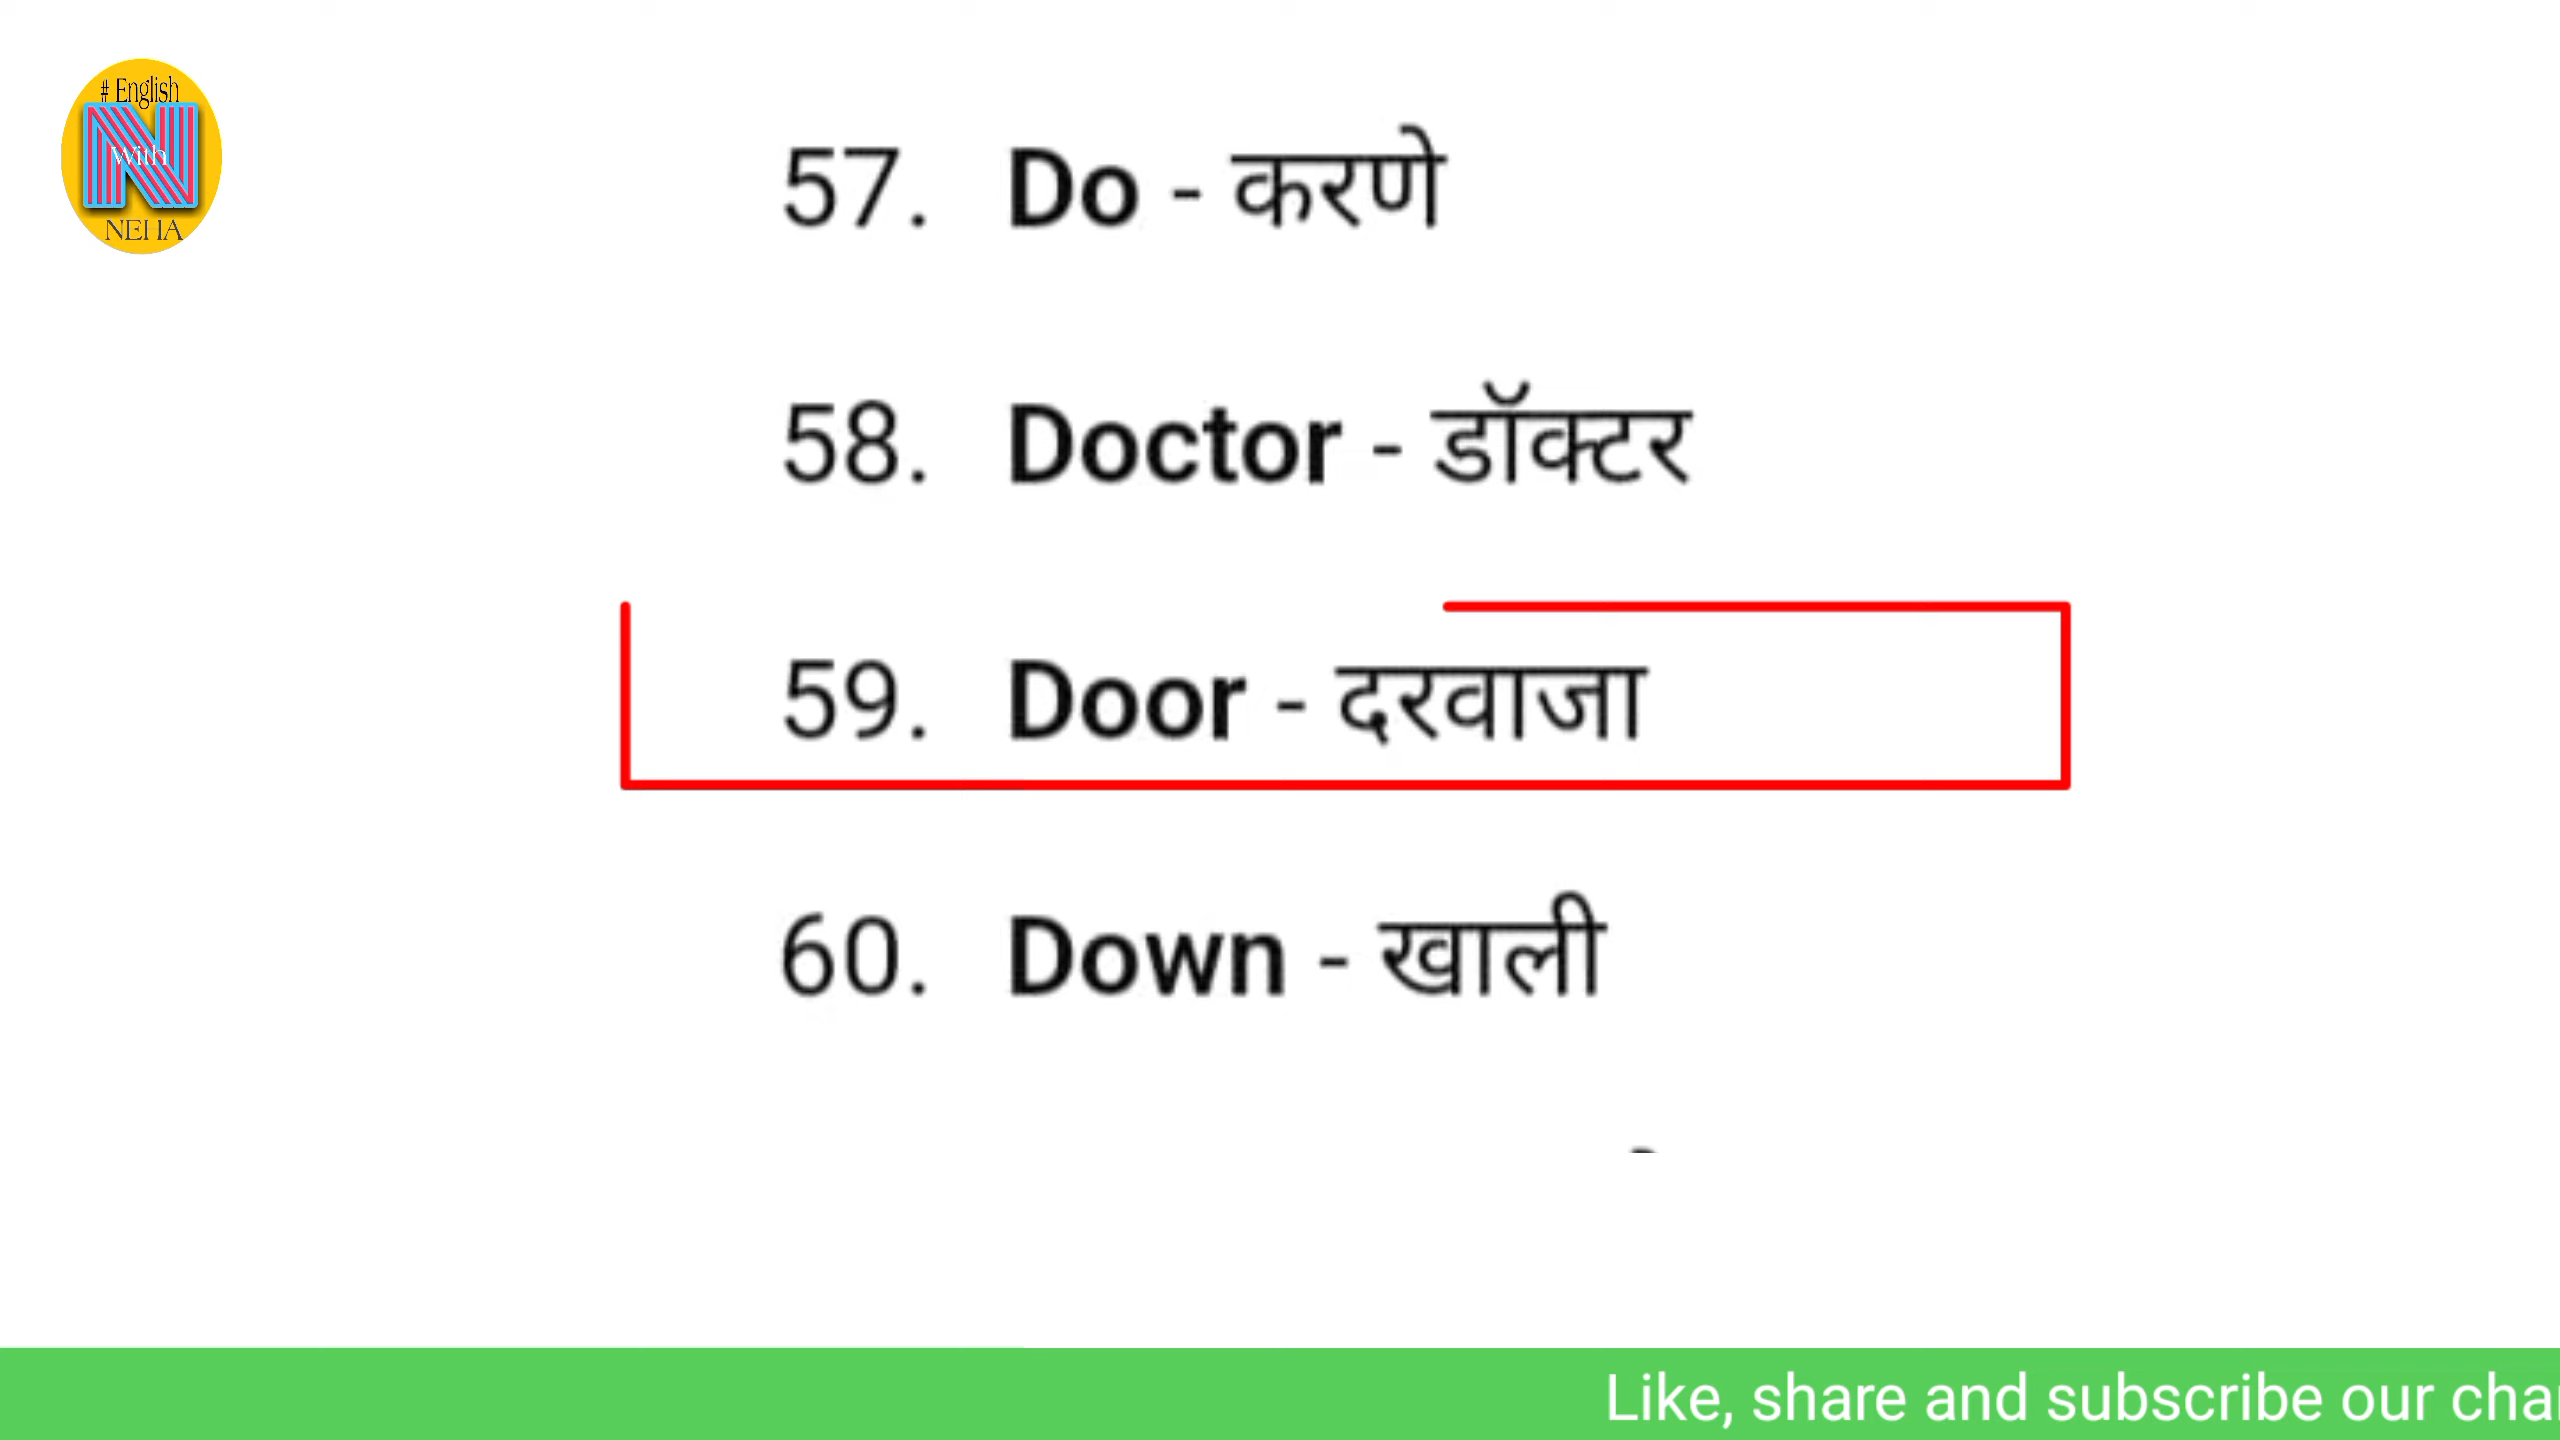 # English
With
NEHA
57. Do - करणे
58. Doctor - डॉक्टर
59. Door - दरवाजा
60. Down - खाली
Like, share and subscribe our